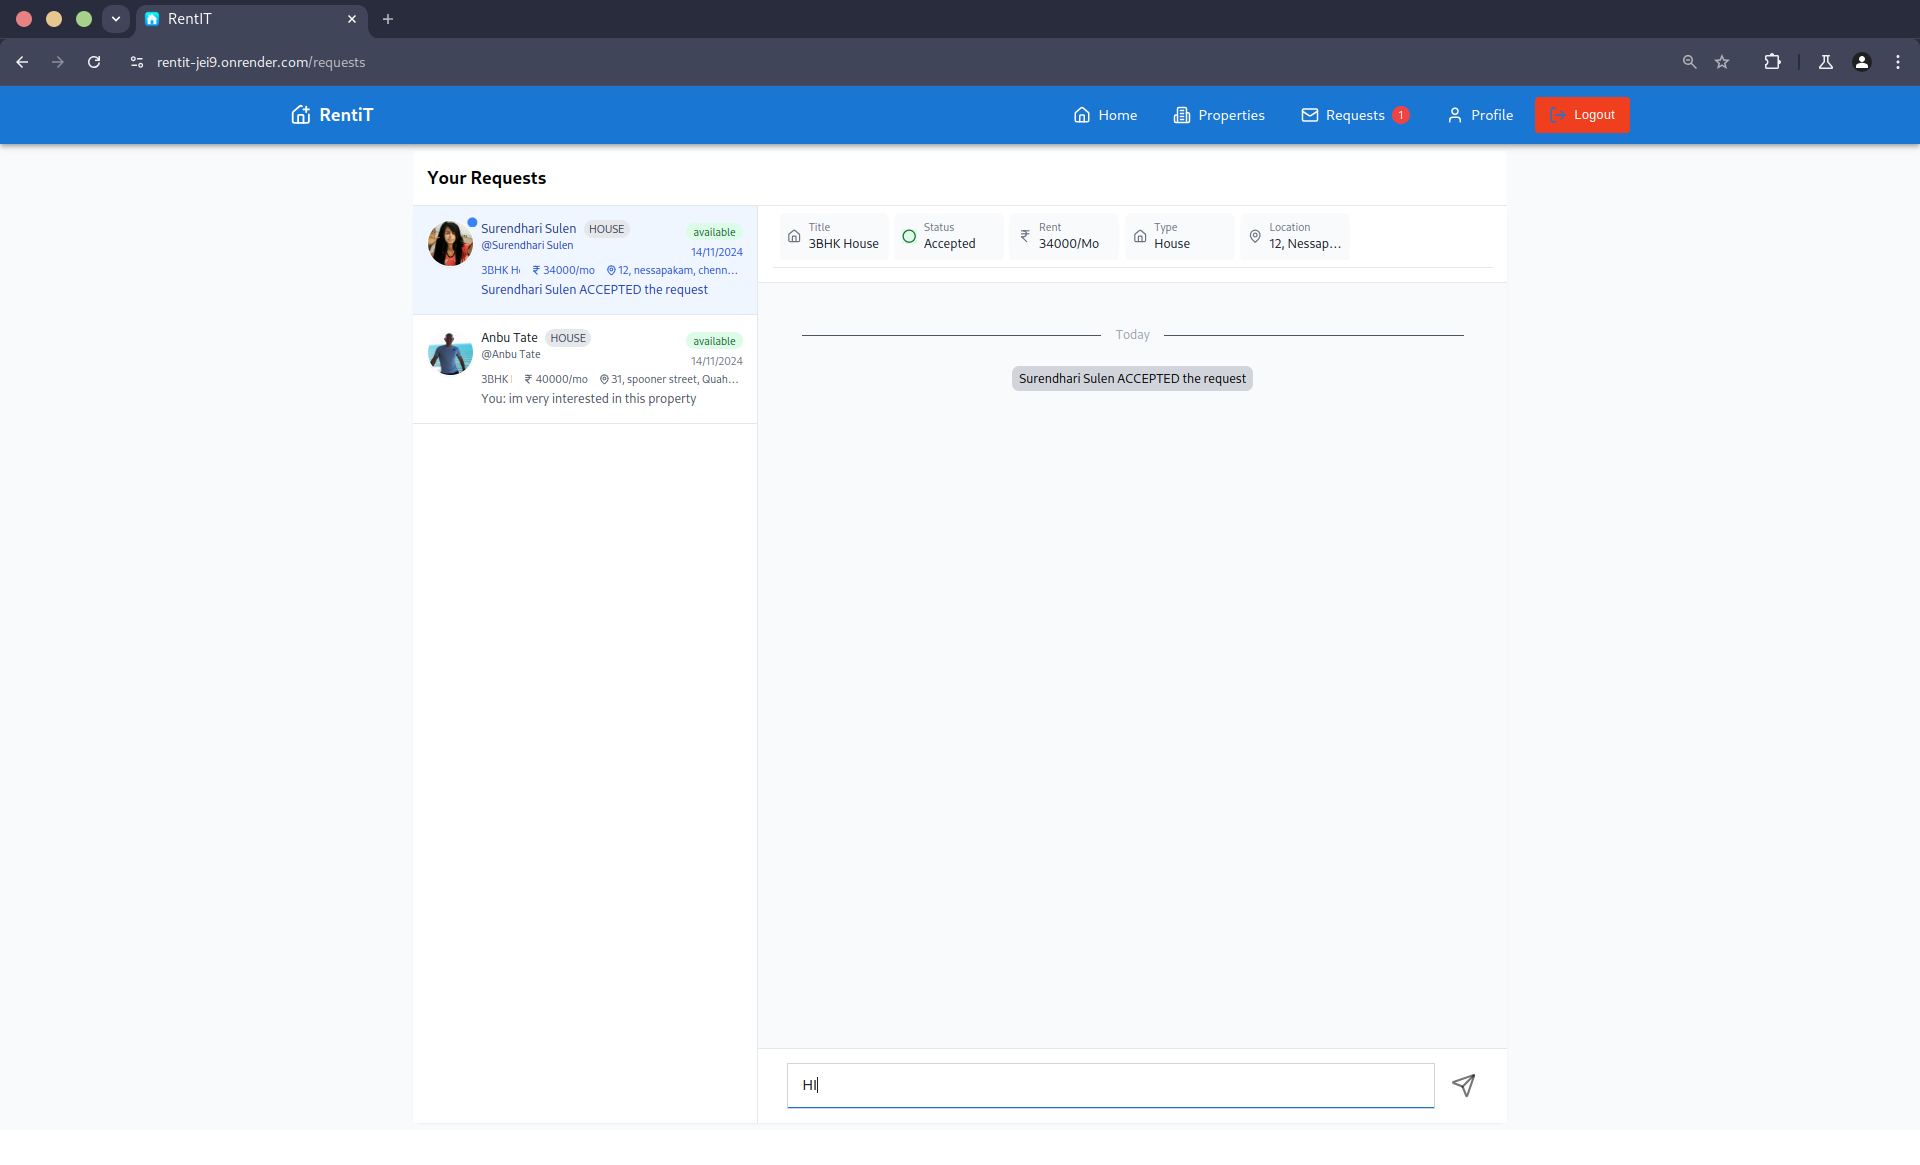 RentIT
rentit-jei9.onrender.com/requests
RentiT
Home
Properties
Requests 1
Profile
Logout
Your Requests
Surendhari Sulen HOUSE
available
@Surendhari Sulen
14/11/2024
₹ 34000/mo 12, nessapakam, chenn...
Surendhari Sulen ACCEPTED the request
Anbu Tate HOUSE
available
@Anbu Tate
14/11/2024
3BHK ₹ 40000/mo 31, spooner street, Quah...
You: im very interested in this property
Title
3BHK House
Status
Accepted
Rent
₹ 34000/Mo
Type
House
Location
12, Nessap...
Today
Surendhari Sulen ACCEPTED the request
HI